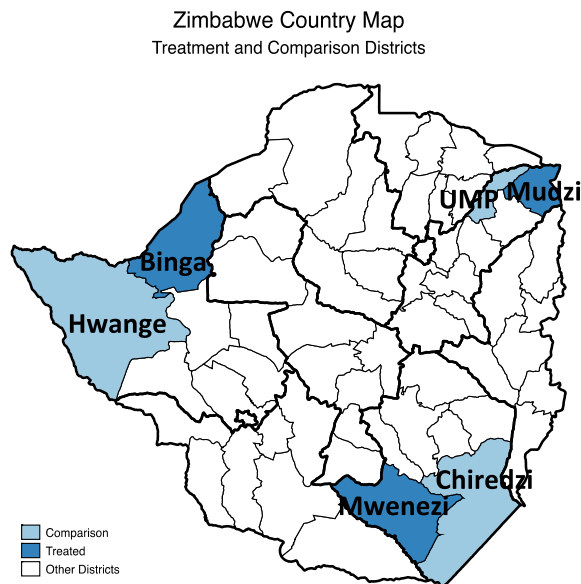 Zimbabwe Country Map
Treatment and Comparison Districts
UMP
Mudzi
Binga
Hwange
Chiredzi
Mwenezi
Comparison
Treated
Other Districts